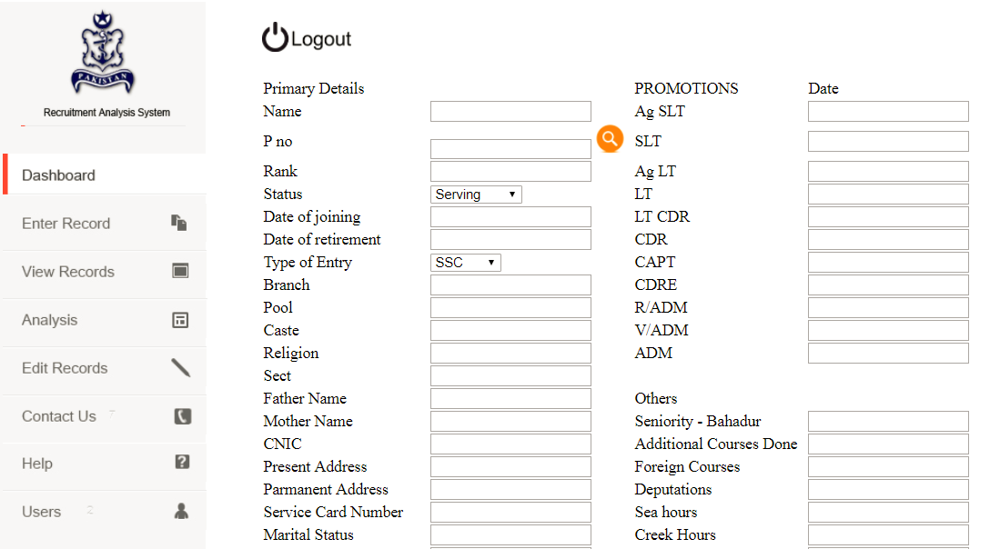 PAKISTAN
Recruitment Analysis System
Dashboard
Enter Record
View Records
Analysis
Edit Records
Contact Us
Help
Users 2
Logout
Primary Details
Name
P no
Rank
Status Serving
Date of joining
Date of retirement
Type of Entry SSC
Branch
Pool
Caste
Religion
Sect
Father Name
Mother Name
CNIC
Present Address
Parmanent Address
Service Card Number
Marital Status
PROMOTIONS Date
Ag SLT
SLT
Ag LT
LT
LT CDR
CDR
CAPT
CDRE
R/ADM
V/ADM
ADM
Others
Seniority - Bahadur
Additional Courses Done
Foreign Courses
Deputations
Sea hours
Creek Hours